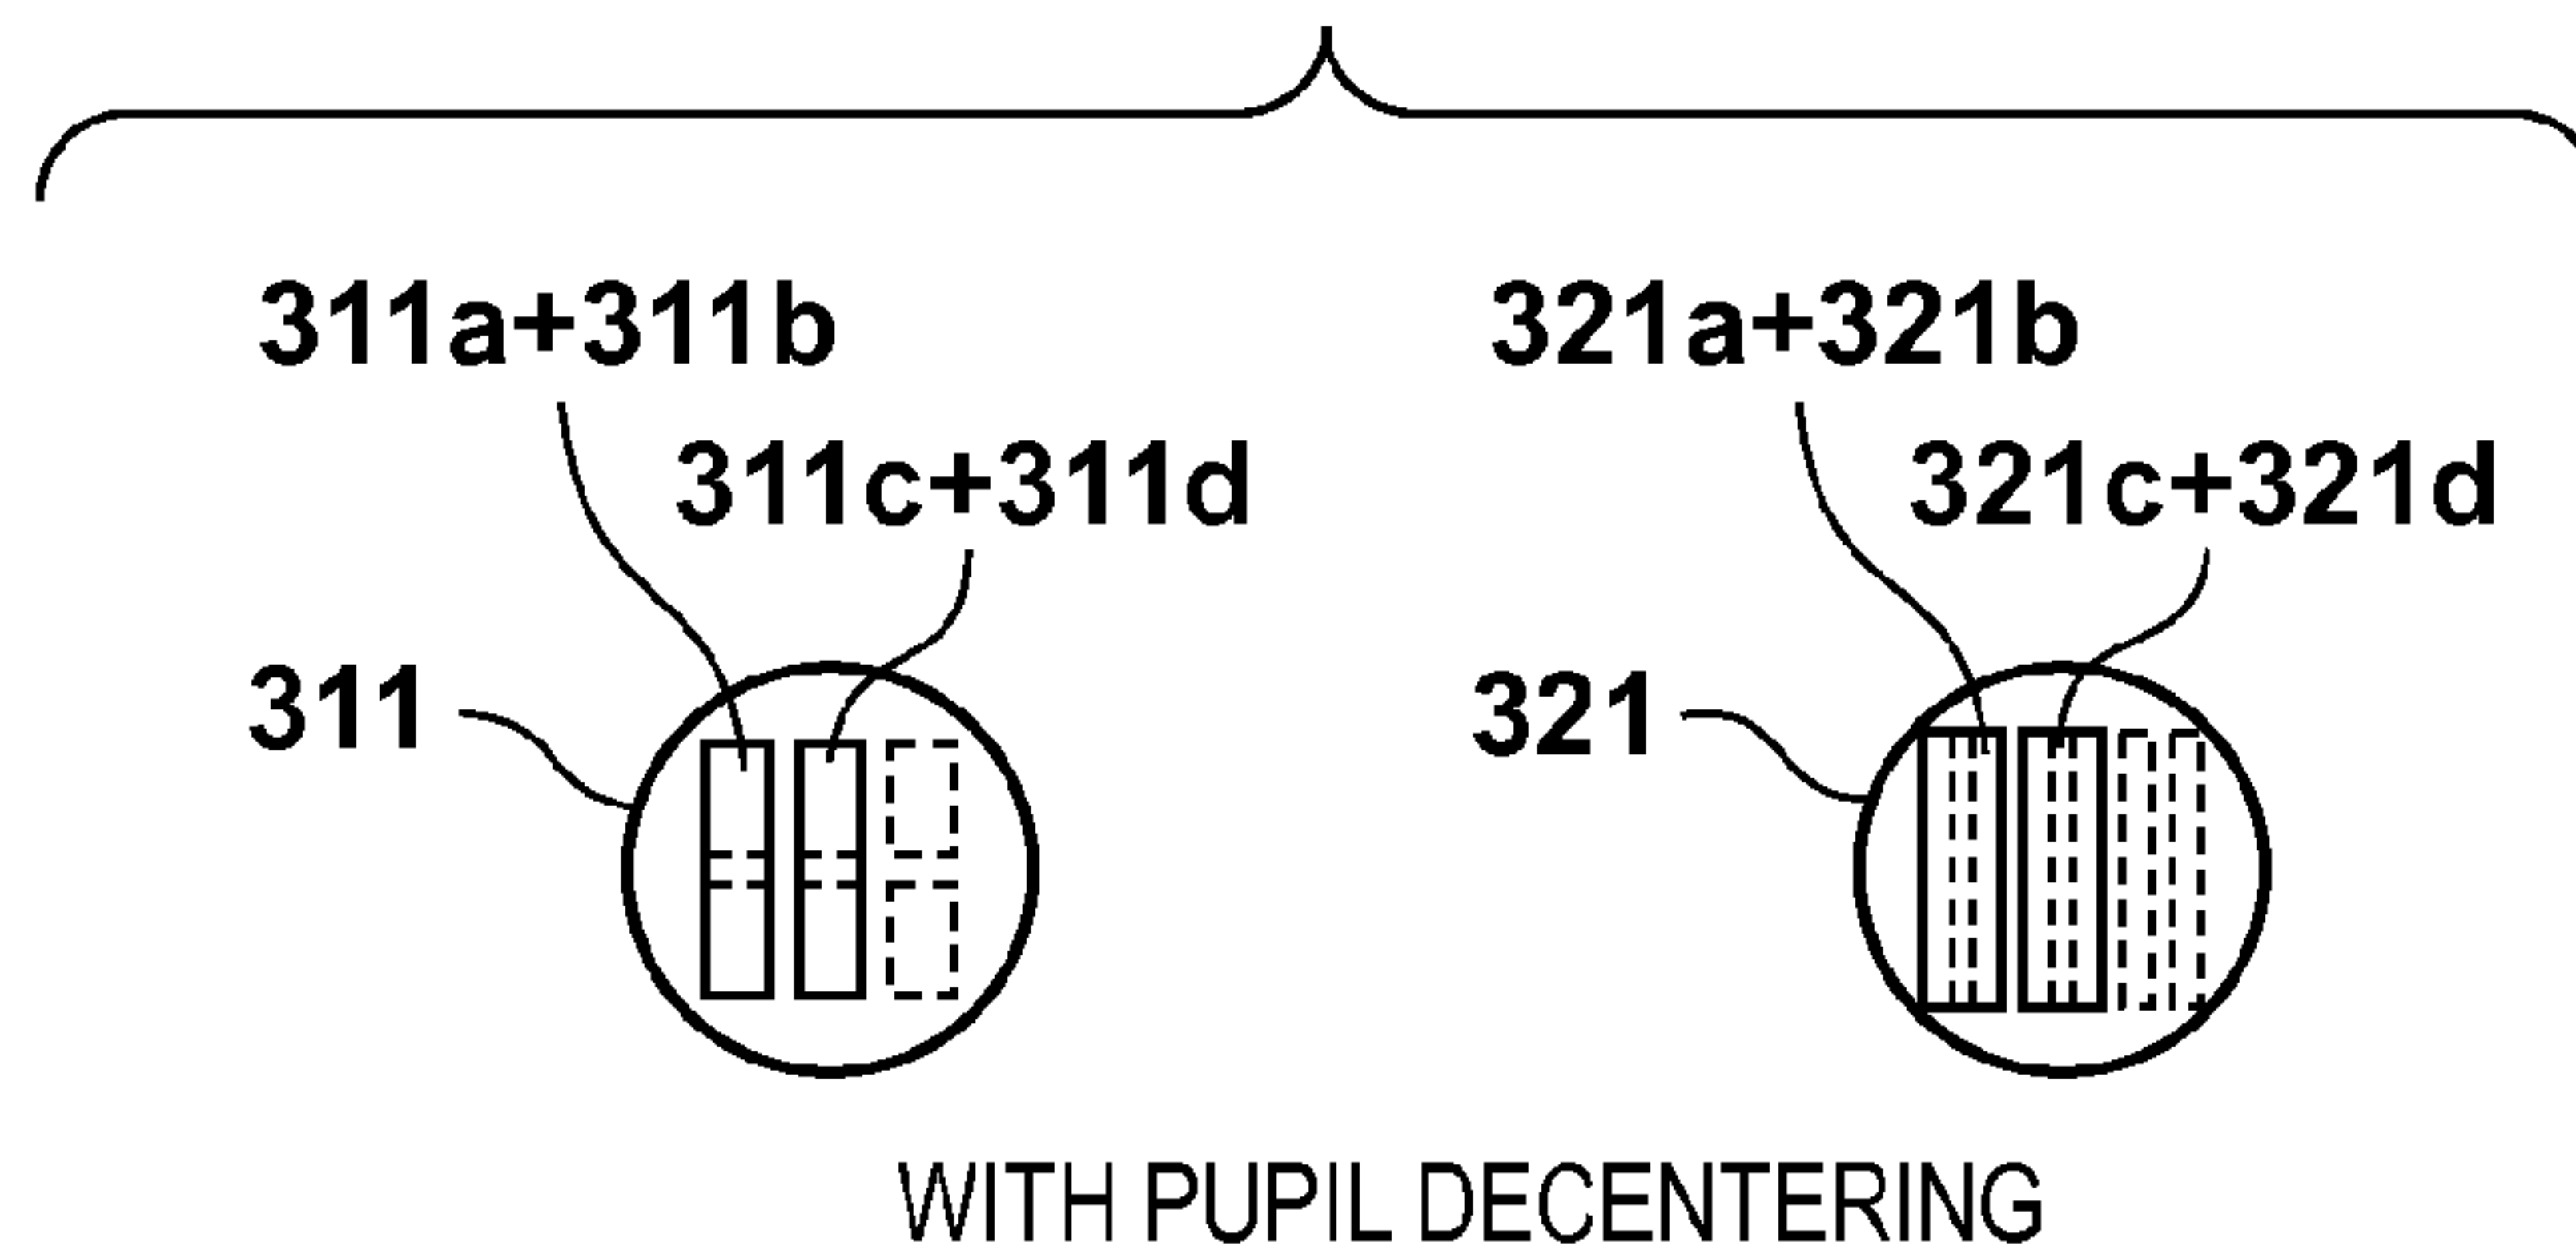 311a+311b
321a+321b
311c+311d
321c+321d
311
321
WITH PUPIL DECENTERING